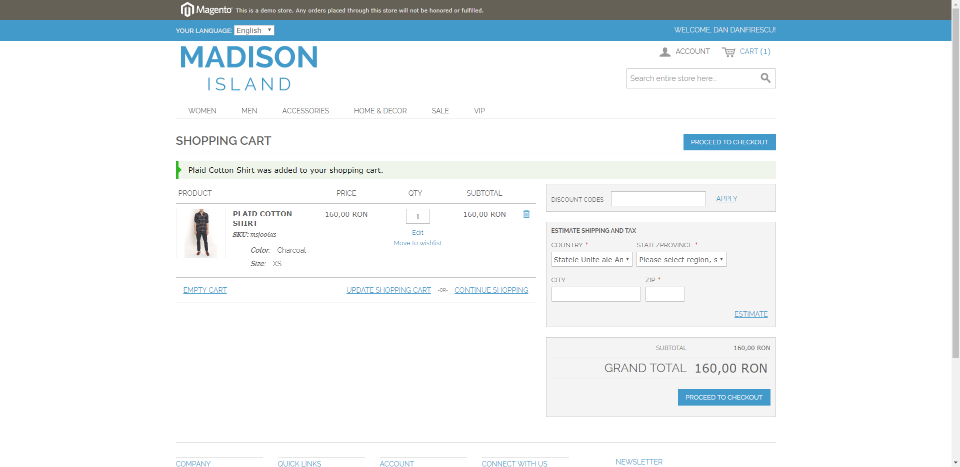 Magento This is a demo store. Any orders placed through this store will not be honored or fulfilled.
YOUR LANGUAGE: English
WELCOME, DAN DANFIRESCU!
MADISON
ISLAND
ACCOUNT CART (1)
Search entire store here...
WOMEN MEN ACCESSORIES HOME & DECOR SALE VIP
SHOPPING CART
PROCEED TO CHECKOUT
Plaid Cotton Shirt was added to your shopping cart.
PRODUCT PRICE QTY SUBTOTAL
PLAID COTTON SHIRT
160,00 RON 1 160,00 RON
SKU:
Edit
Move to wishlist
Color: Charcoal
Size: XS
EMPTY CART UPDATE SHOPPING CART -OR- CONTINUE SHOPPING
DISCOUNT CODES APPLY
ESTIMATE SHIPPING AND TAX
COUNTRY * STATE/PROVINCE *
Statele Unite ale Am Please select region, s
CITY ZIP *
ESTIMATE
SUBTOTAL 160,00 RON
GRAND TOTAL 160,00 RON
PROCEED TO CHECKOUT
COMPANY QUICK LINKS ACCOUNT CONNECT WITH US NEWSLETTER